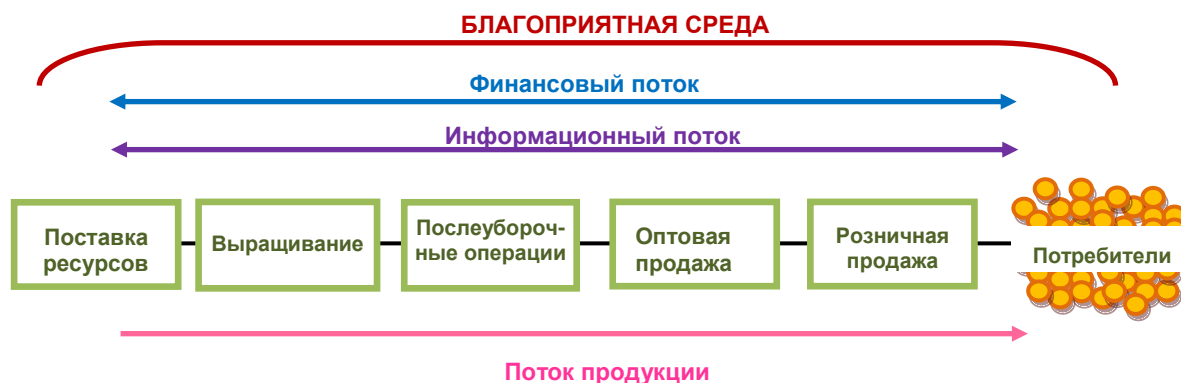 БЛАГОПРИЯТНАЯ СРЕДА
Финансовый поток
Информационный поток
Поставка
ресурсов
Выращивание
Послеубороч-
ные операции
Оптовая
продажа
Розничная
продажа
Потребители
Поток продукции